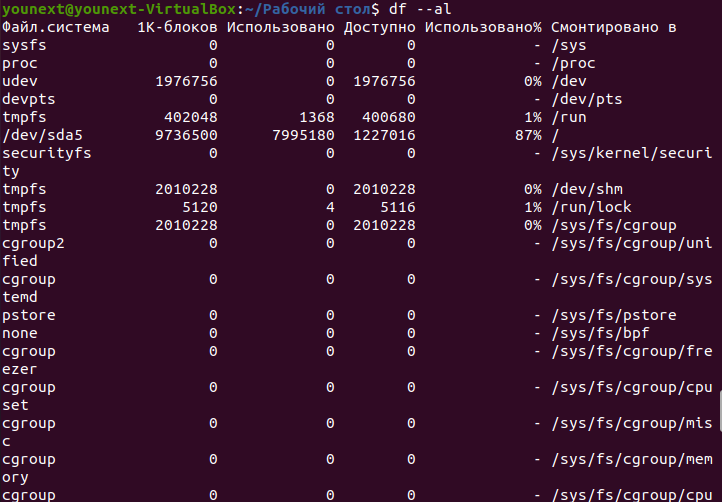 younext@younext-VirtualBox:~/Рабочий стол$ df --al
Файл.система   1K-блоков Использовано Доступно Использовано% Смонтировано в
sysfs                  0            0        0             - /sys
proc                   0            0        0             - /proc
udev             1976756            0  1976756            0% /dev
devpts                 0            0        0             - /dev/pts
tmpfs             402048         1368   400680            1% /run
/dev/sda5        9736500      7995180  1227016           87% /
securityfs             0            0        0             - /sys/kernel/securi
ty
tmpfs            2010228            0  2010228            0% /dev/shm
tmpfs               5120            4     5116            1% /run/lock
tmpfs            2010228            0  2010228            0% /sys/fs/cgroup
cgroup2                0            0        0             - /sys/fs/cgroup/uni
fied
cgroup                 0            0        0             - /sys/fs/cgroup/sys
temd
pstore                 0            0        0             - /sys/fs/pstore
none                   0            0        0             - /sys/fs/bpf
cgroup                 0            0        0             - /sys/fs/cgroup/fre
ezer
cgroup                 0            0        0             - /sys/fs/cgroup/cpu
set
cgroup                 0            0        0             - /sys/fs/cgroup/mis
c
cgroup                 0            0        0             - /sys/fs/cgroup/mem
ory
cgroup                 0            0        0             - /sys/fs/cgroup/cpu